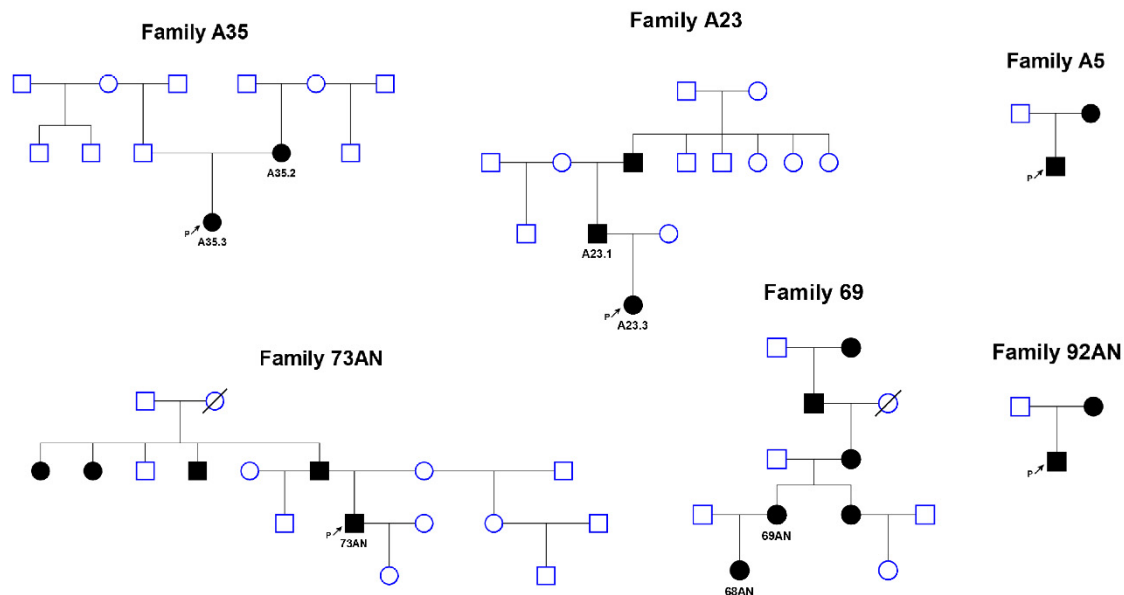 Family A35
Family A23
Family A5
A35.2
P
A35.3
A23.1
P
A23.3
P
Family 73AN
Family 69
Family 92AN
P
73AN
69AN
68AN
P